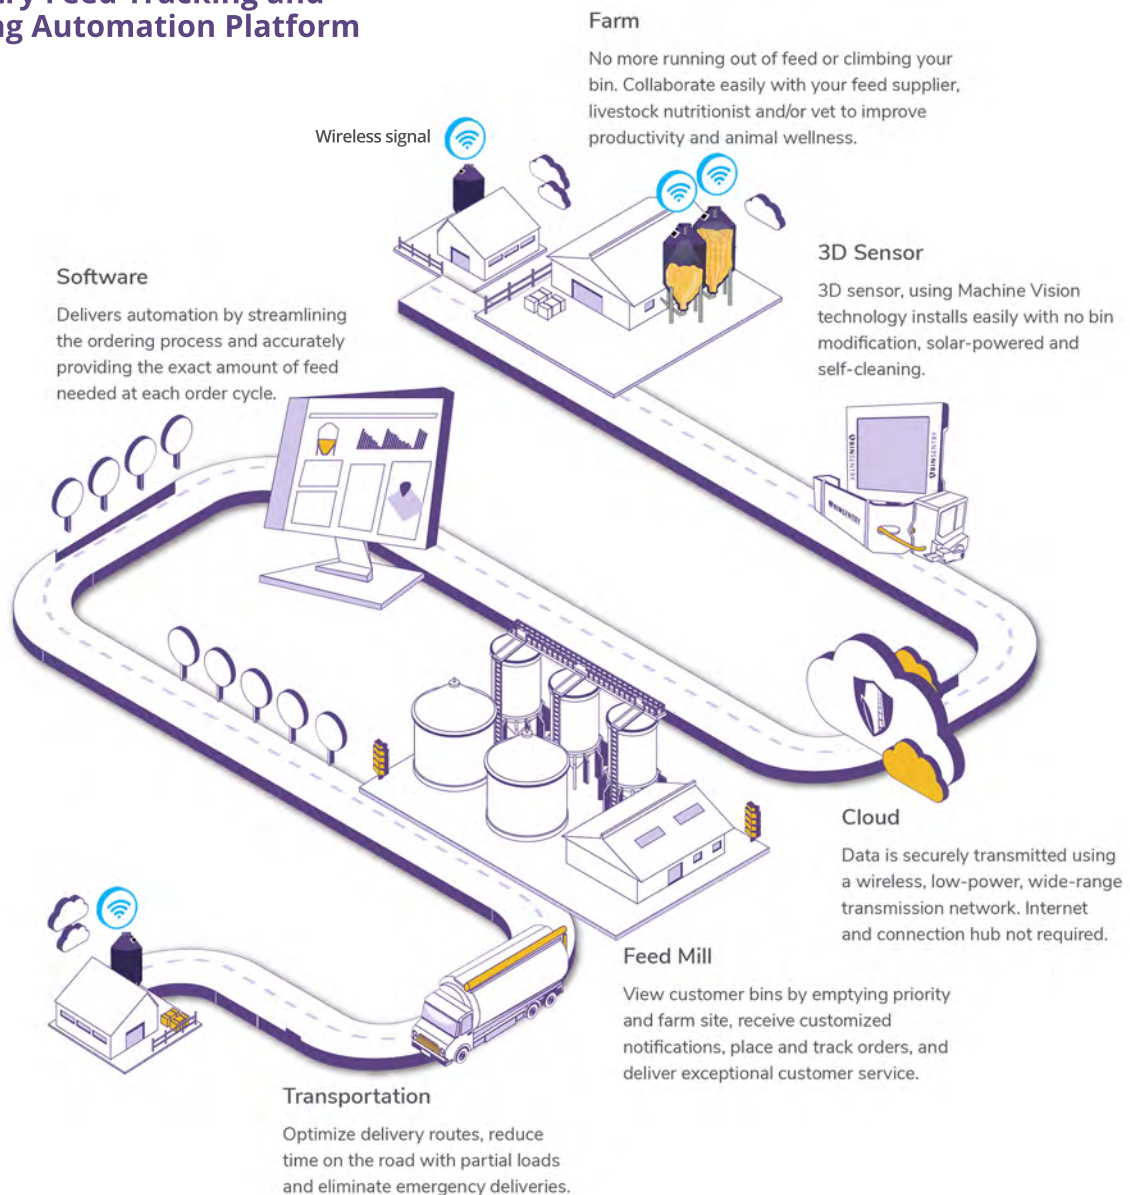 Feed Tracking and
Automation Platform
Farm
No more running out of feed or climbing your
bin. Collaborate easily with your feed supplier,
livestock nutritionist and/or vet to improve
productivity and animal wellness.
Wireless signal
3D Sensor
3D sensor, using Machine Vision
technology installs easily with no bin
modification, solar-powered and
self-cleaning.
Software
Delivers automation by streamlining
the ordering process and accurately
providing the exact amount of feed
needed at each order cycle.
BINSENTRY
BINSENTRY
BINSENTRY
Cloud
Data is securely transmitted using
a wireless, low-power, wide-range
transmission network. Internet
and connection hub not required.
Feed Mill
View customer bins by emptying priority
and farm site, receive customized
notifications, place and track orders, and
deliver exceptional customer service.
Transportation
Optimize delivery routes, reduce
time on the road with partial loads
and eliminate emergency deliveries.